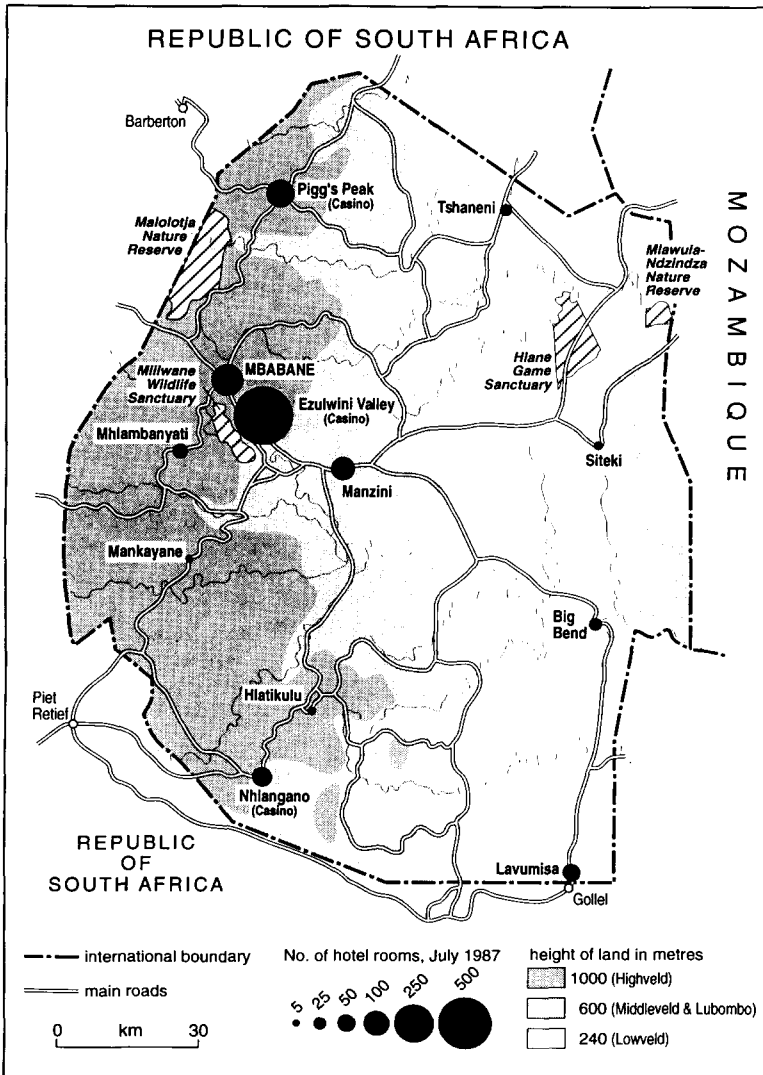 REPUBLIC OF SOUTH AFRICA
Barberton
Pigg's Peak
(Casino)
Tshaneni
Malolotja
Nature
Reserve
Mlawula-
Ndzindza
Nature
Reserve
MOZAMBIQUE
MBABANE
Mlilwane
Wildlife
Sanctuary
Ezulwini Valley
(Casino)
Hlane
Game
Sanctuary
Mhlambanyati
Siteki
Manzini
Mankayane
Big
Bend
Piet
Retief
Hlatikulu
Nhlangano
(Casino)
REPUBLIC
OF
SOUTH AFRICA
Lavumisa
Gollel
international boundary
main roads
0 km 30
No. of hotel rooms, July 1987
5 25 50 100 250 500
height of land in metres
1000 (Highveld)
600 (Middleveld & Lubombo)
240 (Lowveld)